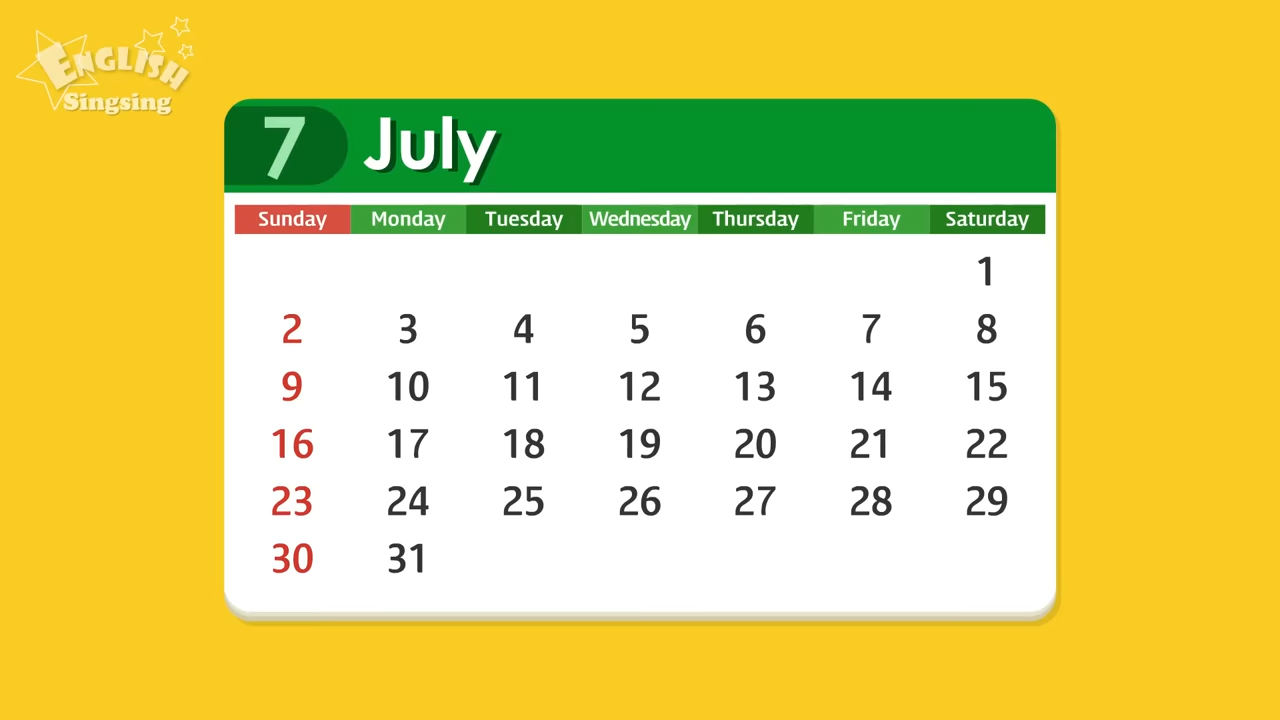 ENGLISH
Singsing
7 July
Sunday Monday Tuesday Wednesday Thursday Friday Saturday
1
2 3 4 5 6 7 8
9 10 11 12 13 14 15
16 17 18 19 20 21 22
23 24 25 26 27 28 29
30 31